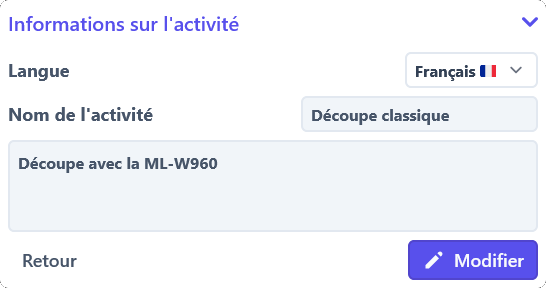 Informations sur l'activité
Langue
Français
Nom de l'activité
Découpe classique
Découpe avec la ML-W960
Retour
Modifier